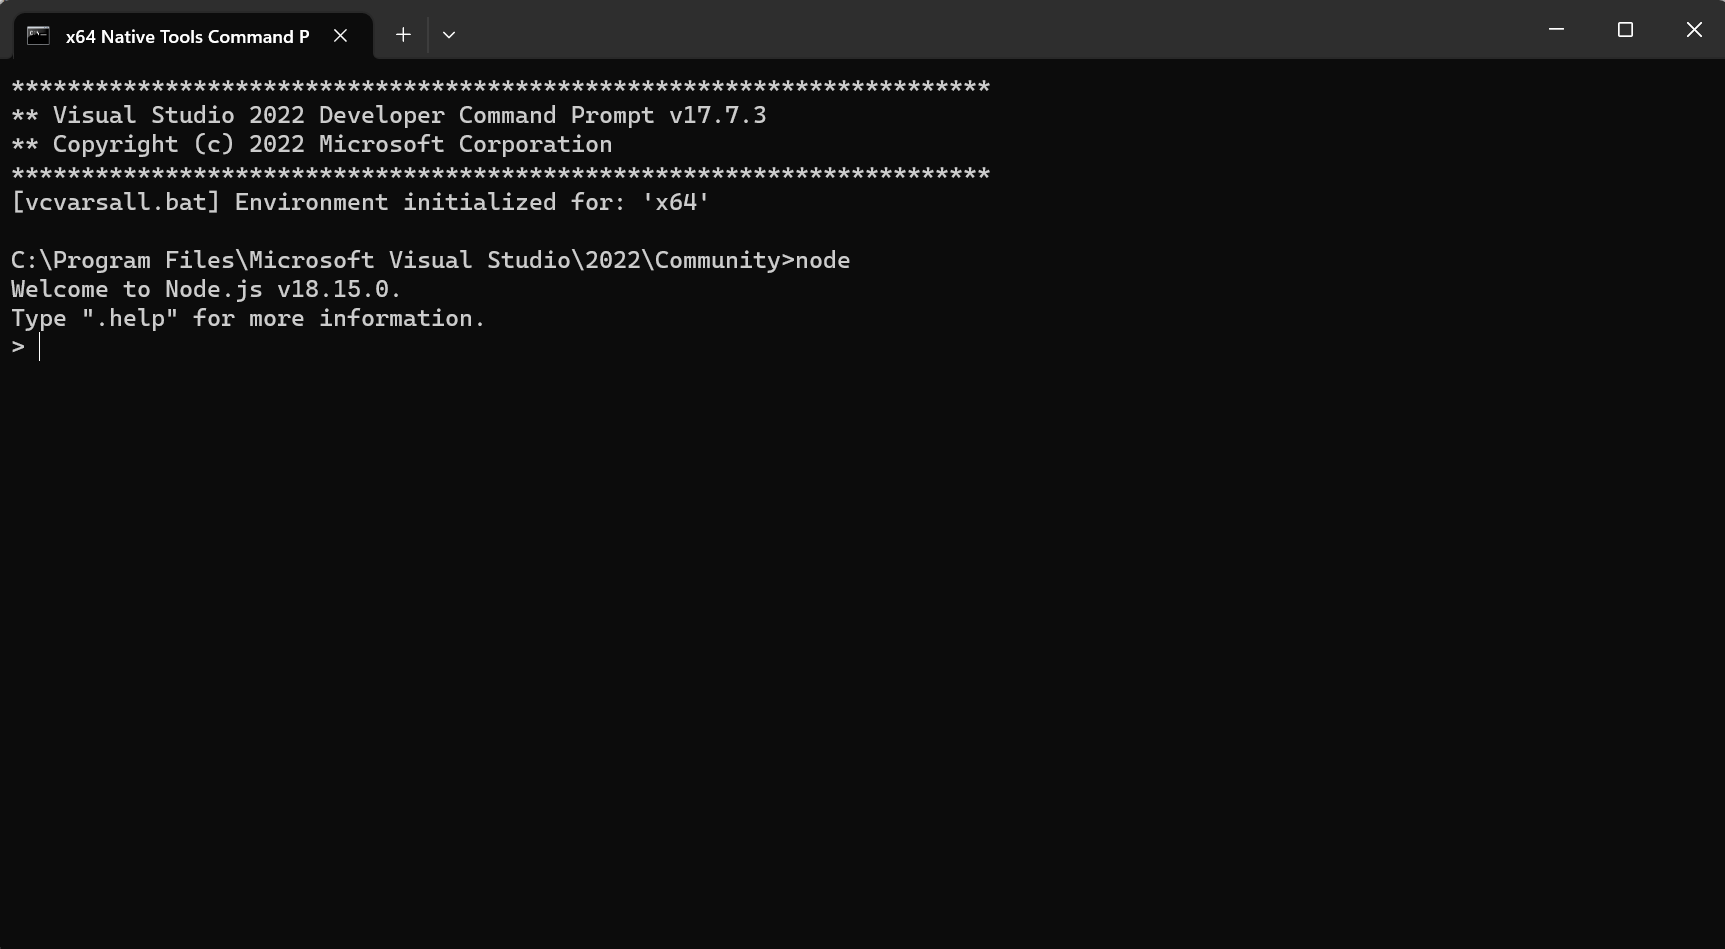 x64 Native Tools Command P
**********************************************************************
** Visual Studio 2022 Developer Command Prompt v17.7.3
** Copyright (c) 2022 Microsoft Corporation
**********************************************************************
[vcvarsall.bat] Environment initialized for: 'x64'
C:\Program Files\Microsoft Visual Studio\2022\Community>node
Welcome to Node.js v18.15.0.
Type ".help" for more information.
>